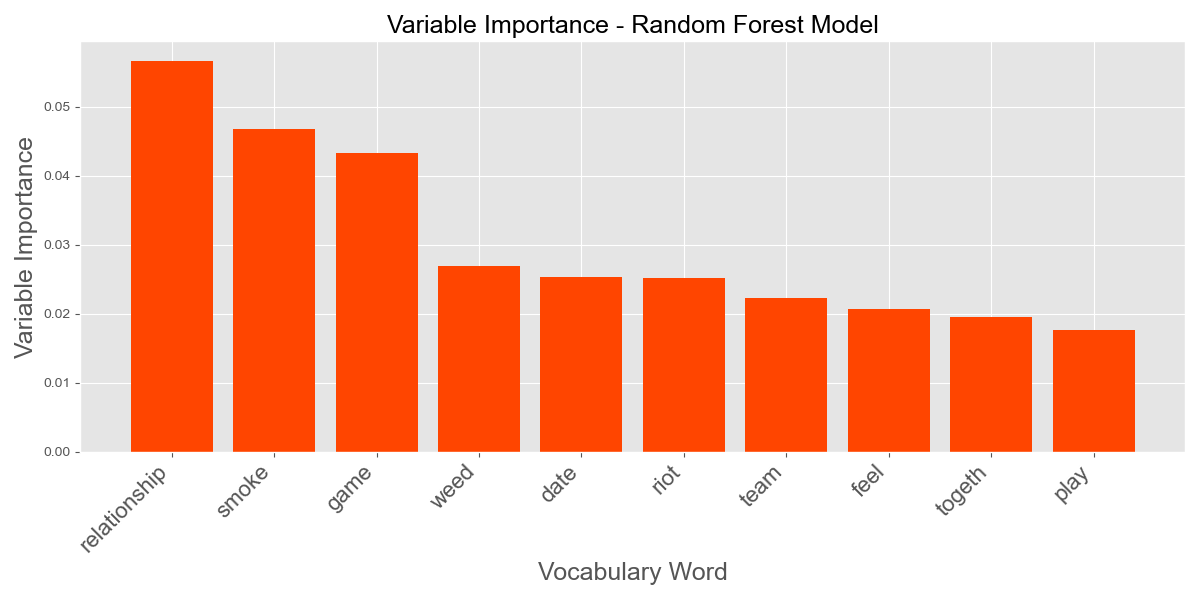 Variable Importance - Random Forest Model
Variable Importance
0.05
0.04
0.03
0.02
0.01
0.00
relationship
smoke
game
weed
date
riot
team
feel
togeth
play
Vocabulary Word